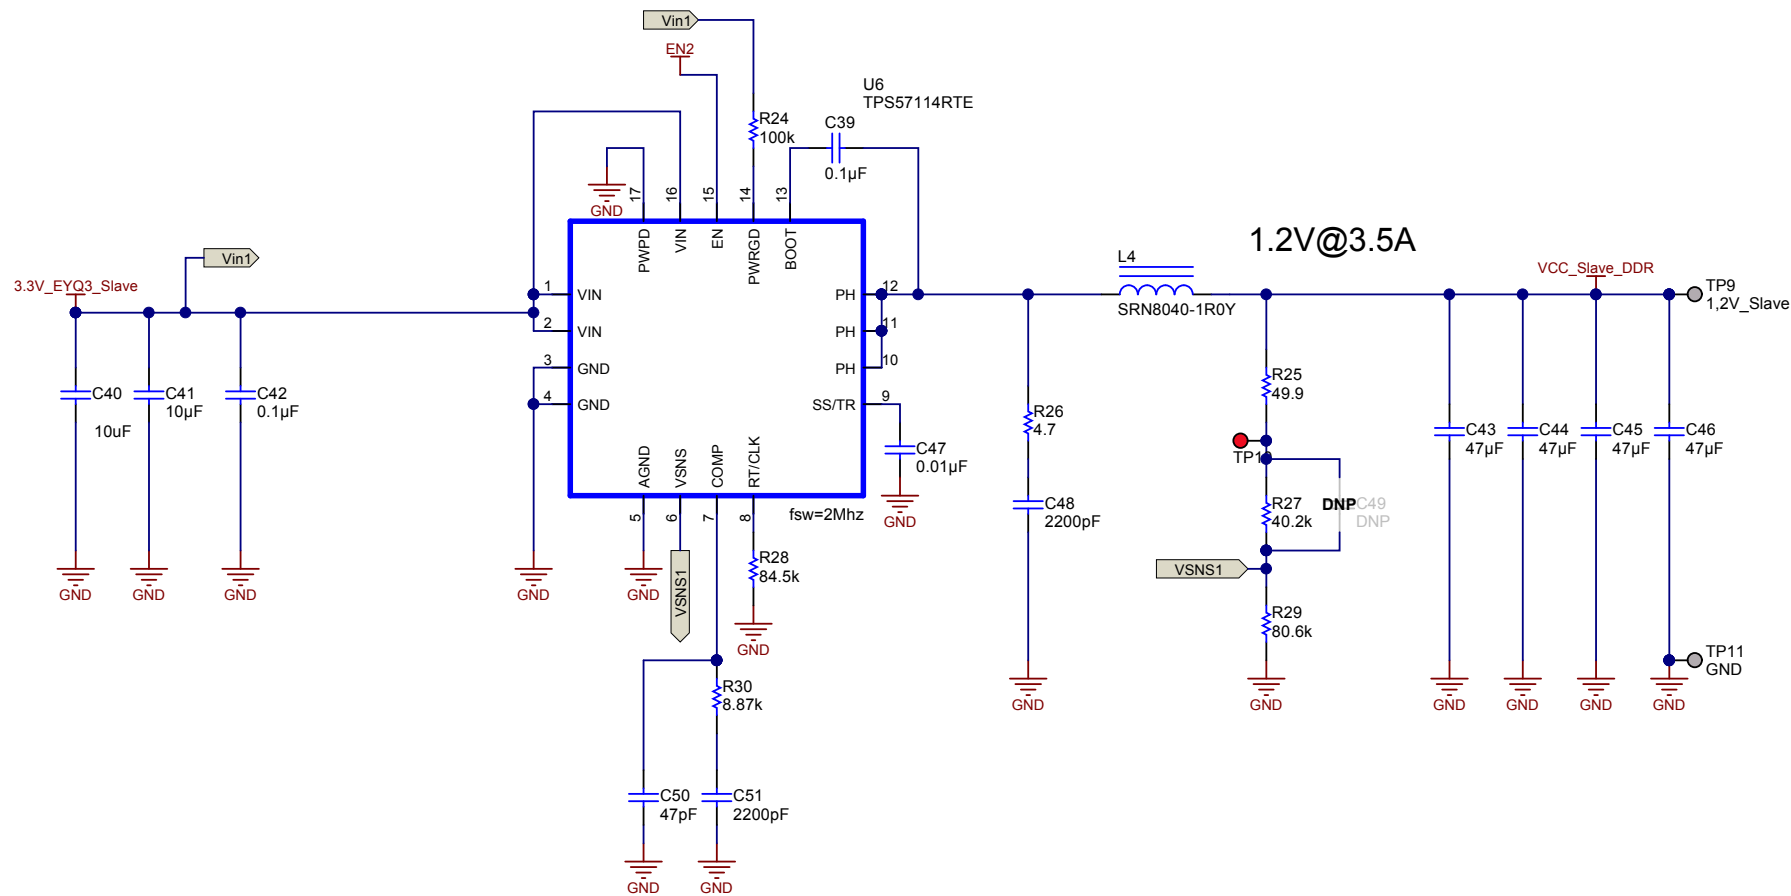 Vin1
EN2
U6
TPS57114RTE
R24
100k
C39
0.1µF
17
16
15
14
13
GND
PWPD
VIN
EN
PWRGD
BOOT
1.2V@3.5A
Vin1
3.3V_EYQ3_Slave
L4
SRN8040-1R0Y
VCC_Slave_DDR
TP9
1,2V_Slave
1
VIN
2
VIN
3
GND
4
GND
PH
12
PH
11
PH
10
SS/TR
9
C40
10uF
C41
10µF
C42
0.1µF
R25
49.9
R26
4.7
C43
47µF
C44
47µF
C45
47µF
C46
47µF
C47
0.01µF
GND
AGND
VSNS
COMP
RT/CLK
5
6
7
8
fsw=2Mhz
C48
2200pF
R27
40.2k
DNP
C49
DNP
VSNS1
R28
84.5k
VSNS1
GND
GND
GND
GND
GND
R29
80.6k
GND
TP11
GND
R30
8.87k
GND
GND
GND
GND
GND
GND
C50
47pF
C51
2200pF
GND
GND